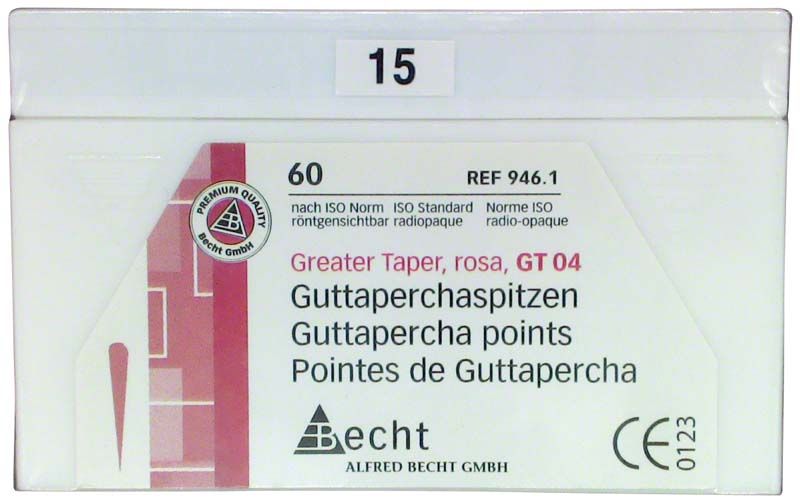 15
60 REF 946.1
nach ISO Norm ISO Standard Norme ISO
röntgensichtbar radiopaque radio-opaque
PREMIUM QUALITY
Becht GmbH
Greater Taper, rosa, GT 04
Guttaperchaspitzen
Guttapercha points
Pointes de Guttapercha
Becht
ALFRED BECHT GMBH
CE 0123